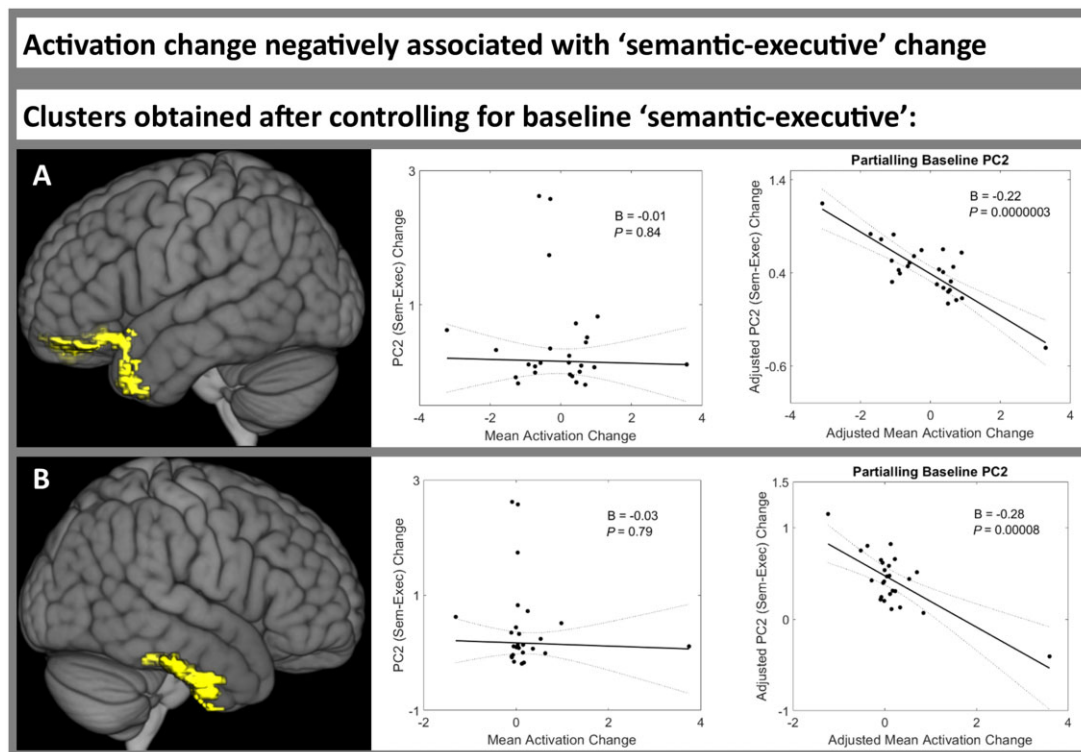 Activation change negatively associated with ‘semantic-executive’ change
Clusters obtained after controlling for baseline ‘semantic-executive’:
A
3
1
PC2 (Sem-Exec) Change
B = -0.01
P = 0.84
-4
-2
0
2
4
Mean Activation Change
Partialling Baseline PC2
1.4
0.4
-0.6
Adjusted PC2 (Sem-Exec) Change
B = -0.22
P = 0.0000003
-4
-2
0
2
4
Adjusted Mean Activation Change
B
3
1
-1
PC2 (Sem-Exec) Change
B = -0.03
P = 0.79
-2
0
2
4
Mean Activation Change
Partialling Baseline PC2
1.5
1
0
-1
Adjusted PC2 (Sem-Exec) Change
B = -0.28
P = 0.00008
-2
0
2
4
Adjusted Mean Activation Change